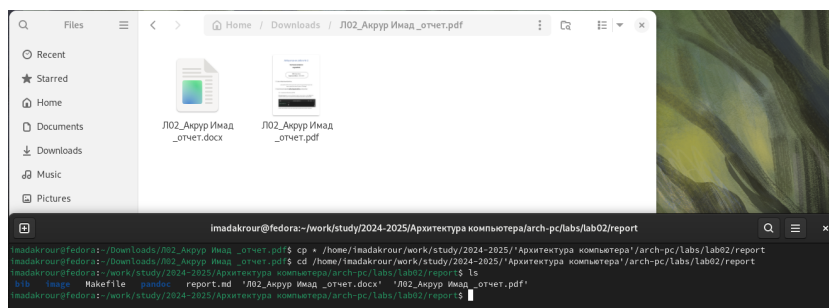 Files
Home / Downloads / Л02_Акрур Имад _отчет.pdf
Recent
Starred
Home
Documents
Downloads
Music
Pictures
Л02_Акрур Имад
_отчет.docx
Л02_Акрур Имад
_отчет.pdf
imadakrour@fedora:~/work/study/2024-2025/Архитектура компьютера/arch-pc/labs/lab02/report
imadakrour@fedora:~/Downloads/Л02_Акрур Имад _отчет.pdf$ cp * /home/imadakrour/work/study/2024-2025/'Архитектура компьютера'/arch-pc/labs/lab02/report
imadakrour@fedora:~/Downloads/Л02_Акрур Имад _отчет.pdf$ cd /home/imadakrour/work/study/2024-2025/'Архитектура компьютера'/arch-pc/labs/lab02/report
imadakrour@fedora:~/work/study/2024-2025/Архитектура компьютера/arch-pc/labs/lab02/report$ ls
bib image Makefile pandoc report.md 'Л02_Акрур Имад _отчет.docx' 'Л02_Акрур Имад _отчет.pdf'
imadakrour@fedora:~/work/study/2024-2025/Архитектура компьютера/arch-pc/labs/lab02/report$